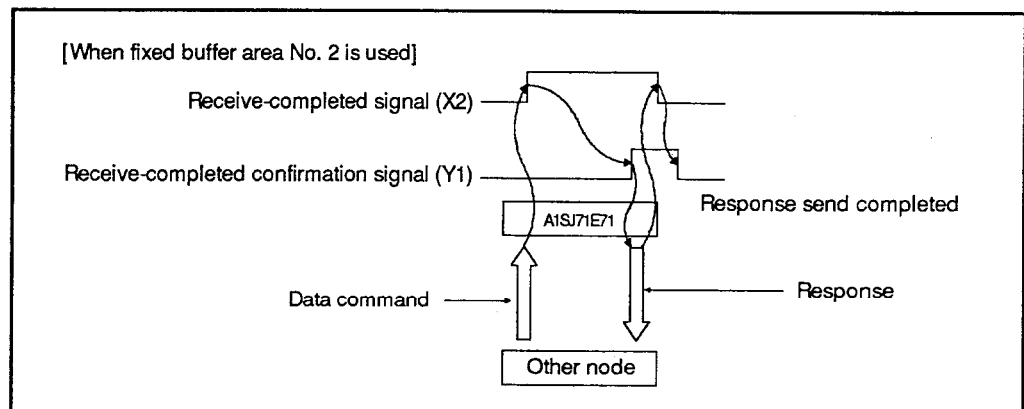 [When fixed buffer area No. 2 is used]
Receive-completed signal (X2)
Receive-completed confirmation signal (Y1)
Response send completed
A1SJ71E71
Data command
Response
Other node